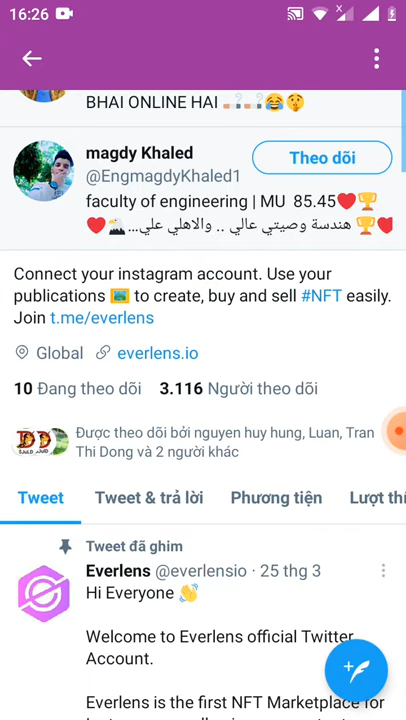 16:26
BHAI ONLINE HAI 🚬🚬😂🤫
magdy Khaled
Theo dõi
@EngmagdyKhaled1
faculty of engineering | MU 85.45❤️🏆
❤️🏆 هندسة وصيتي عالي .. والاهلي علي...🏔❤️
Connect your instagram account. Use your
publications 🖼 to create, buy and sell #NFT easily.
Join t.me/everlens
Global everlens.io
10 Đang theo dõi 3.116 Người theo dõi
Được theo dõi bởi nguyen huy hung, Luan, Tran
Thi Dong và 2 người khác
Tweet Tweet & trả lời Phương tiện Lượt thí
Tweet đã ghim
Everlens @everlensio · 25 thg 3
Hi Everyone 👋
Welcome to Everlens official Twitter
Account.
Everlens is the first NFT Marketplace for